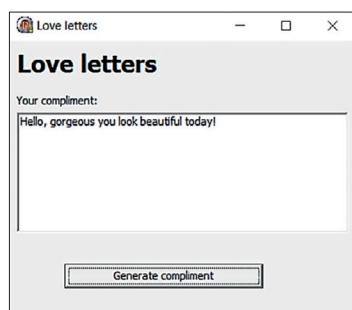 Love letters
Love letters
Your compliment:
Hello, gorgeous you look beautiful today!
Generate compliment